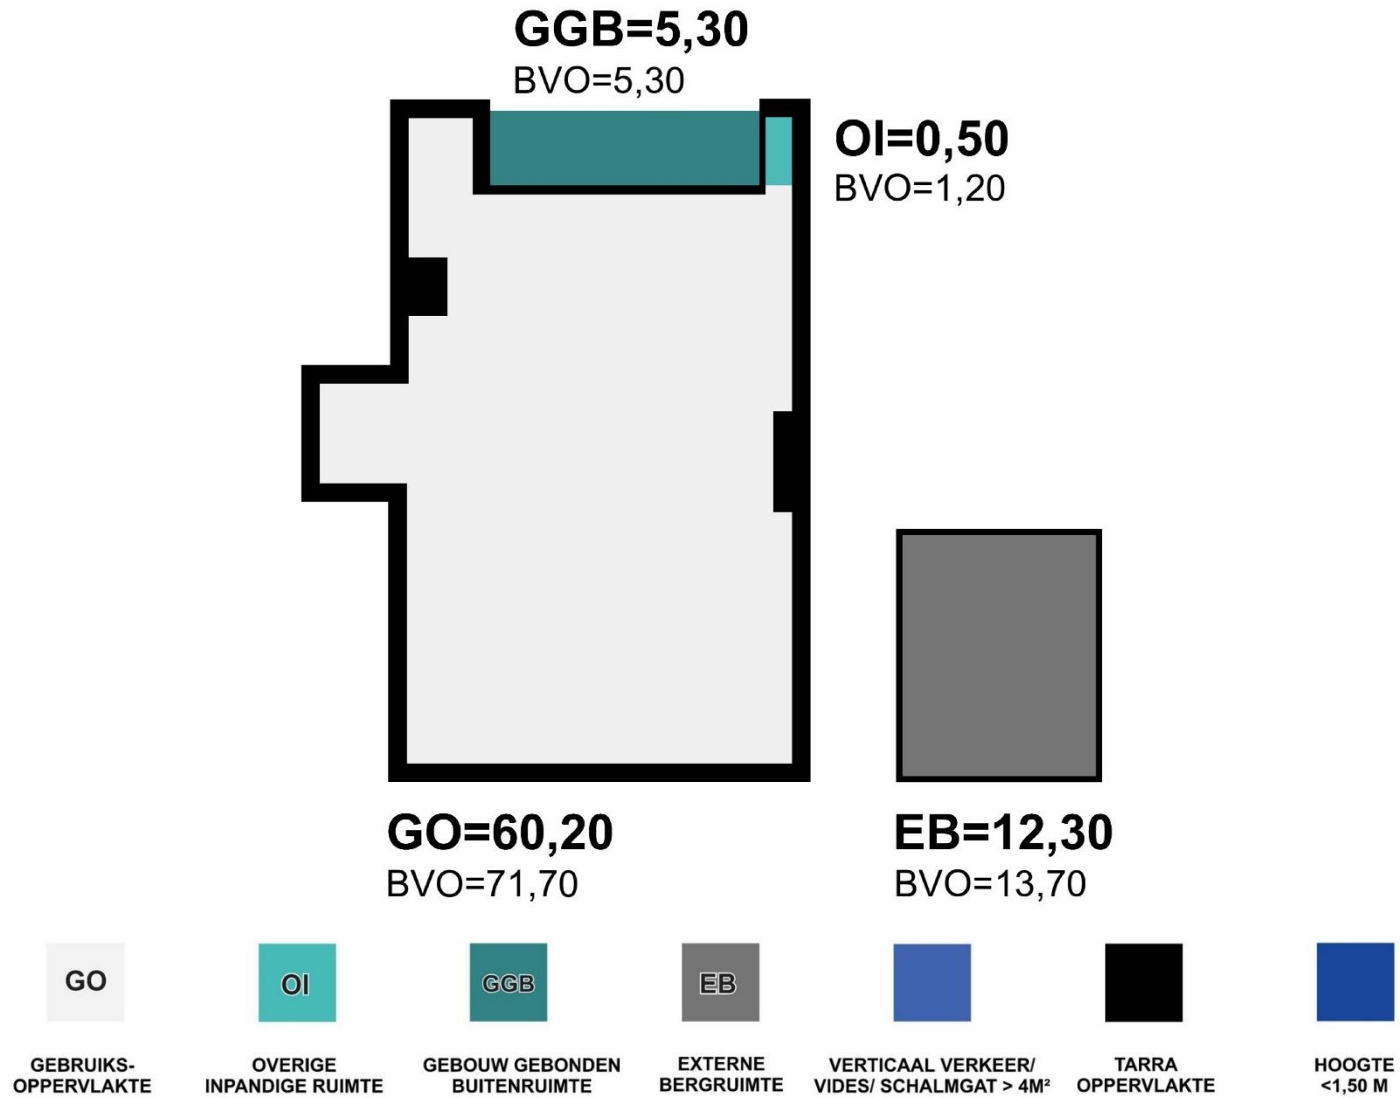 GGB=5,30
BVO=5,30
OI=0,50
BVO=1,20
GO=60,20
BVO=71,70
EB=12,30
BVO=13,70
GO
OI
GGB
EB
GEBRUIKS-
OPPERVLAKTE
OVERIGE
INPANDIGE RUIMTE
GEBOUW GEBONDEN
BUITENRUIMTE
EXTERNE
BERGRUIMTE
VERTICAAL VERKEER/
VIDES/ SCHALMGAT > 4M²
TARRA
OPPERVLAKTE
HOOGTE
<1,50 M